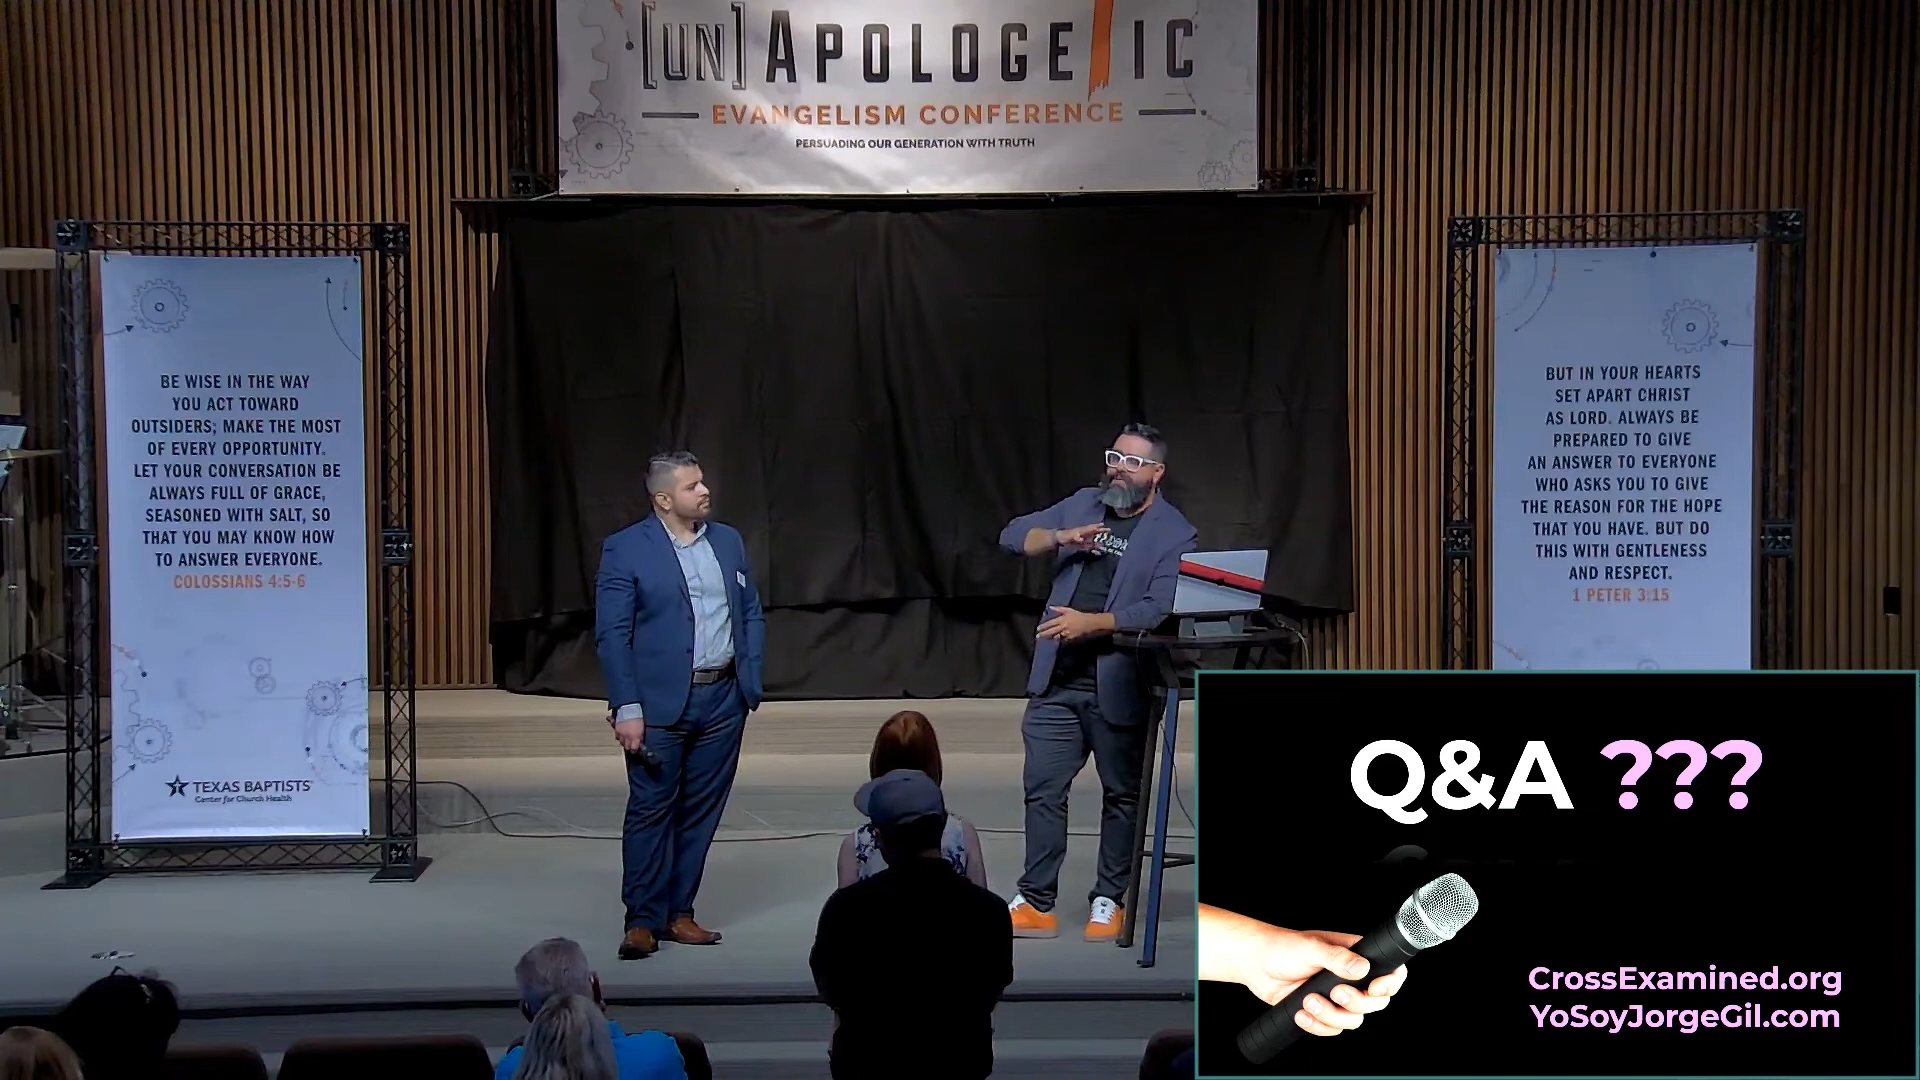 [UN]APOLOGETIC
EVANGELISM CONFERENCE
PERSUADING OUR GENERATION WITH TRUTH
BE WISE IN THE WAY
YOU ACT TOWARD
OUTSIDERS; MAKE THE MOST
OF EVERY OPPORTUNITY.
LET YOUR CONVERSATION BE
ALWAYS FULL OF GRACE,
SEASONED WITH SALT, SO
THAT YOU MAY KNOW HOW
TO ANSWER EVERYONE.
COLOSSIANS 4:5-6
TEXAS BAPTISTS
Center for Church Health
BUT IN YOUR HEARTS
SET APART CHRIST
AS LORD. ALWAYS BE
PREPARED TO GIVE
AN ANSWER TO EVERYONE
WHO ASKS YOU TO GIVE
THE REASON FOR THE HOPE
THAT YOU HAVE. BUT DO
THIS WITH GENTLENESS
AND RESPECT.
1 PETER 3:15
Q&A ???
CrossExamined.org
YoSoyJorgeGil.com